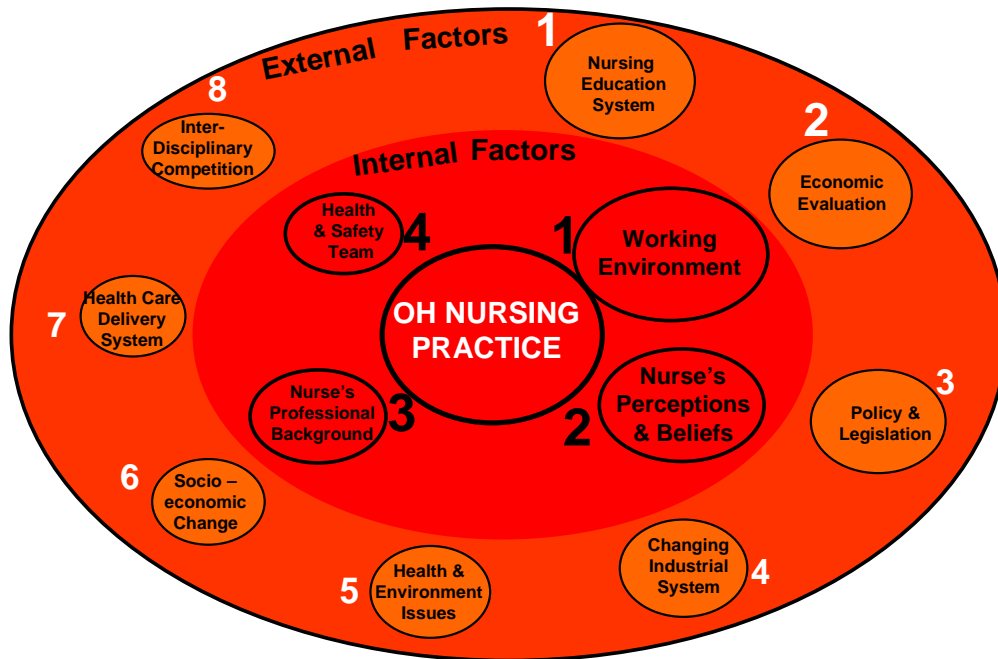 External Factors
1
Nursing
Education
System
2
Economic
Evaluation
3
Policy &
Legislation
4
Changing
Industrial
System
5
Health &
Environment
Issues
6
Socio –
economic
Change
7
Health Care
Delivery
System
8
Inter-
Disciplinary
Competition
Internal Factors
1
Working
Environment
2
Nurse's
Perceptions
& Beliefs
3
Nurse's
Professional
Background
4
Health
& Safety
Team
OH NURSING
PRACTICE